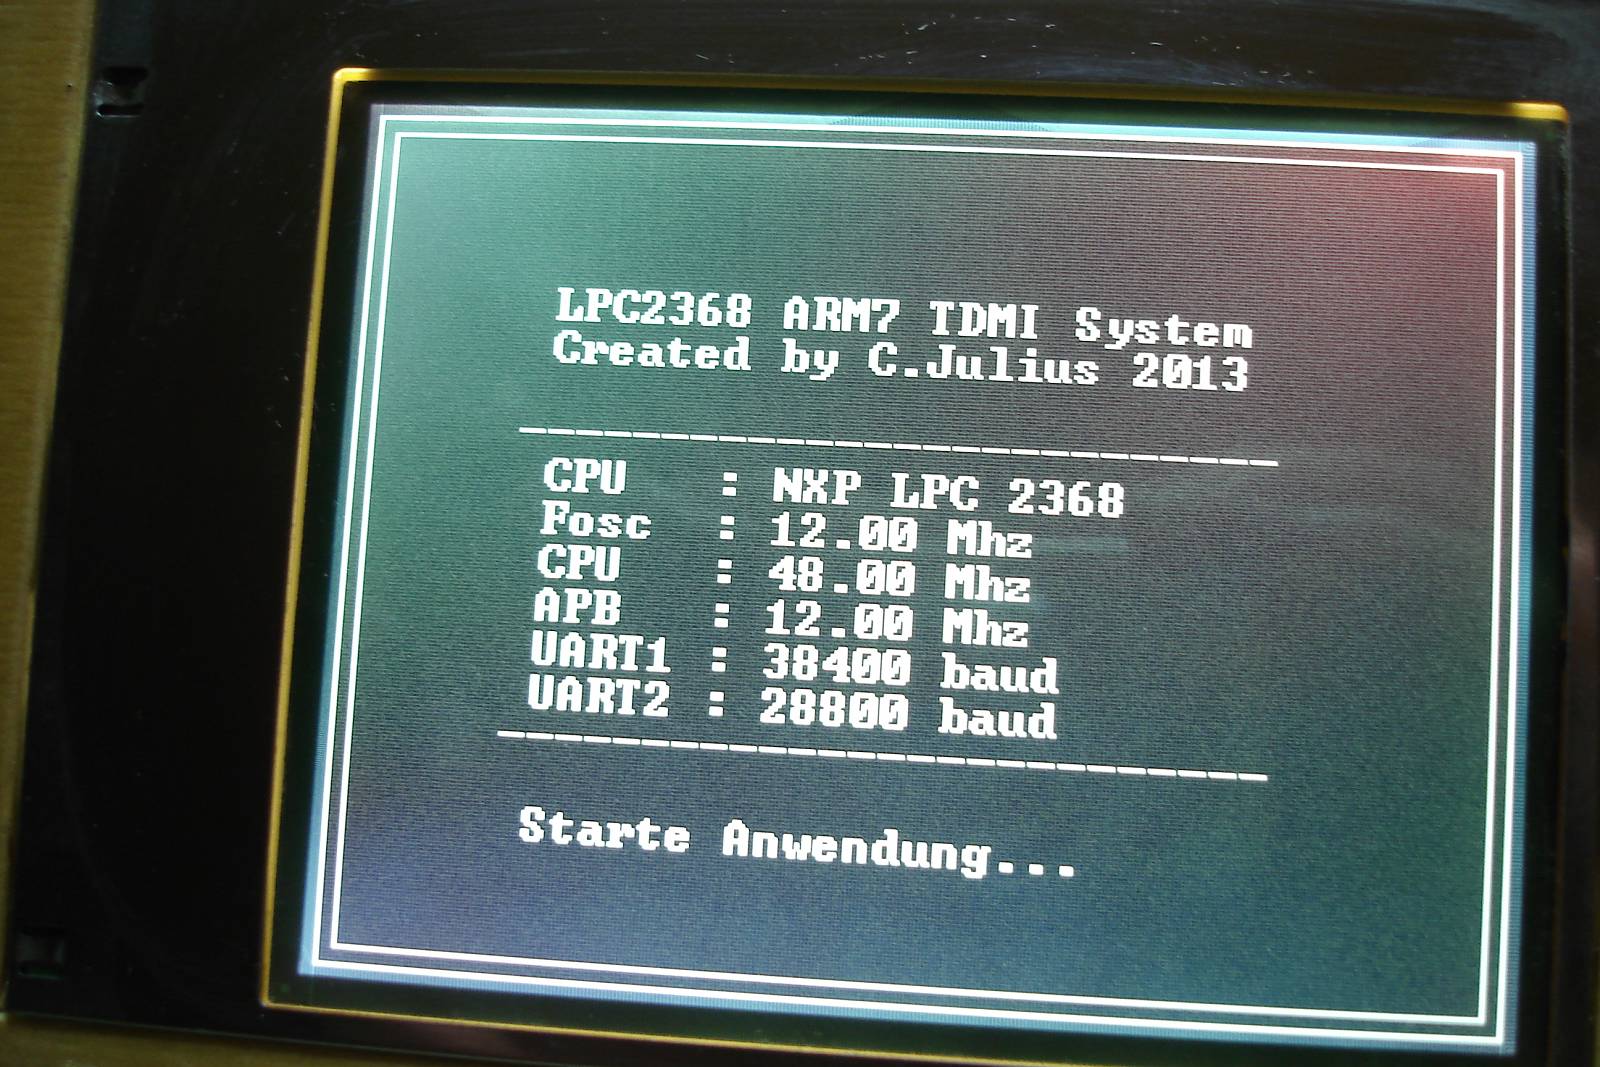 LPC2368 ARM7 TDMI System
Created by C.Julius 2013
--------------------------
CPU : NXP LPC 2368
Fosc : 12.00 Mhz
CPU : 48.00 Mhz
APB : 12.00 Mhz
UART1 : 38400 baud
UART2 : 28800 baud
--------------------------
Starte Anwendung...